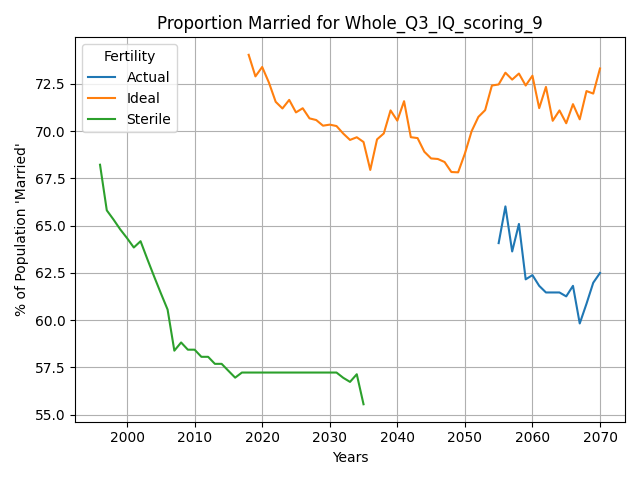 Proportion Married for Whole_Q3_IQ_scoring_9
% of Population 'Married'
Fertility
Actual
Ideal
Sterile
72.5
70.0
67.5
65.0
62.5
60.0
57.5
55.0
2000 2010 2020 2030 2040 2050 2060 2070
Years